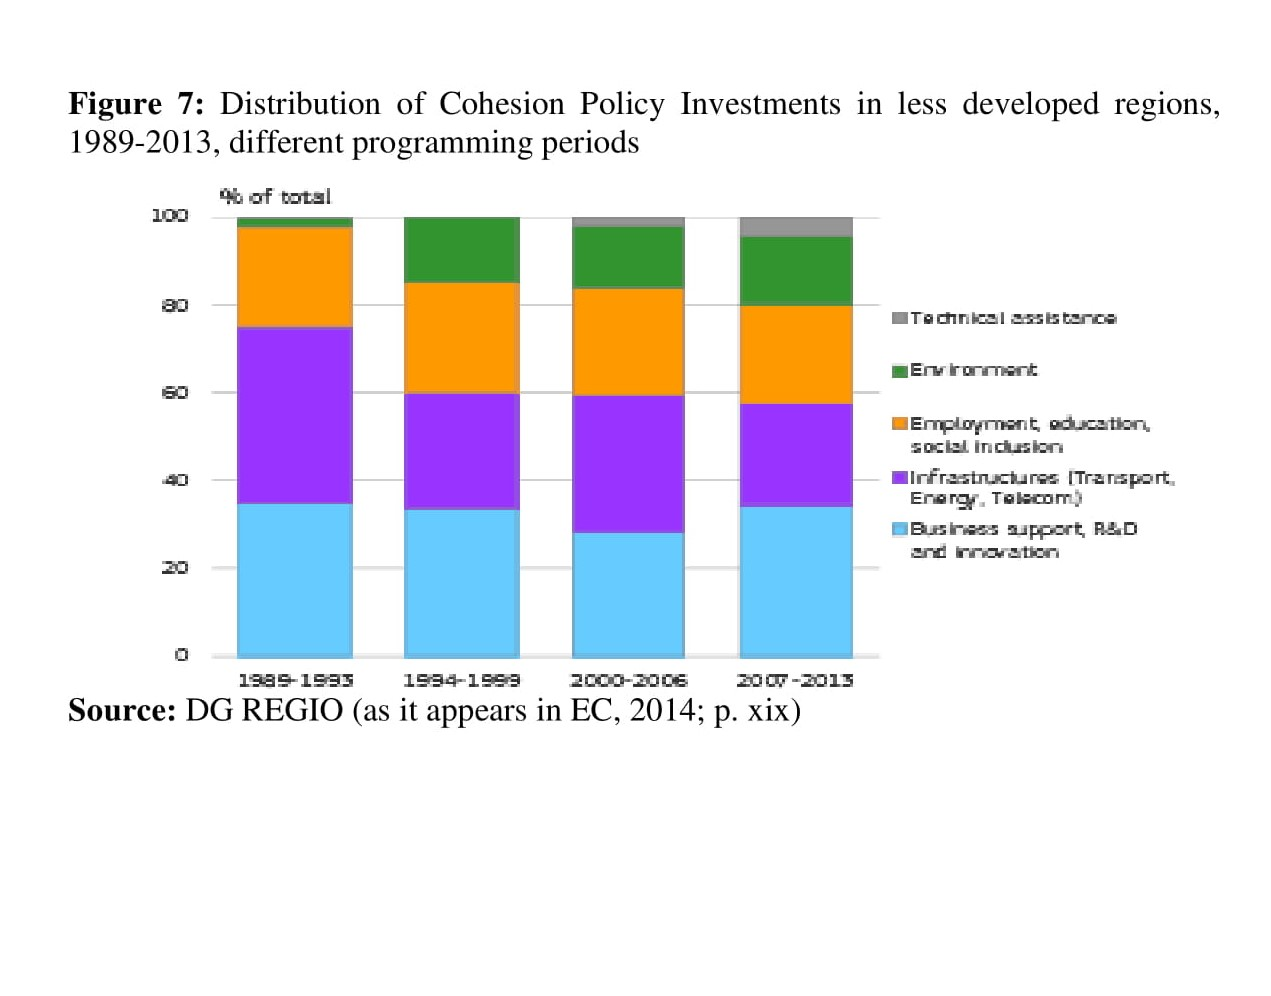 Figure 7: Distribution of Cohesion Policy Investments in less developed regions,
1989-2013, different programming periods
% of total
100
80
60
40
20
0
1989-1993
1994-1999
2000-2006
2007-2013
Technical assistance
Environment
Employment, education,
social inclusion
Infrastructures (Transport,
Energy, Telecom)
Business support, R&D
and innovation
Source: DG REGIO (as it appears in EC, 2014; p. xix)